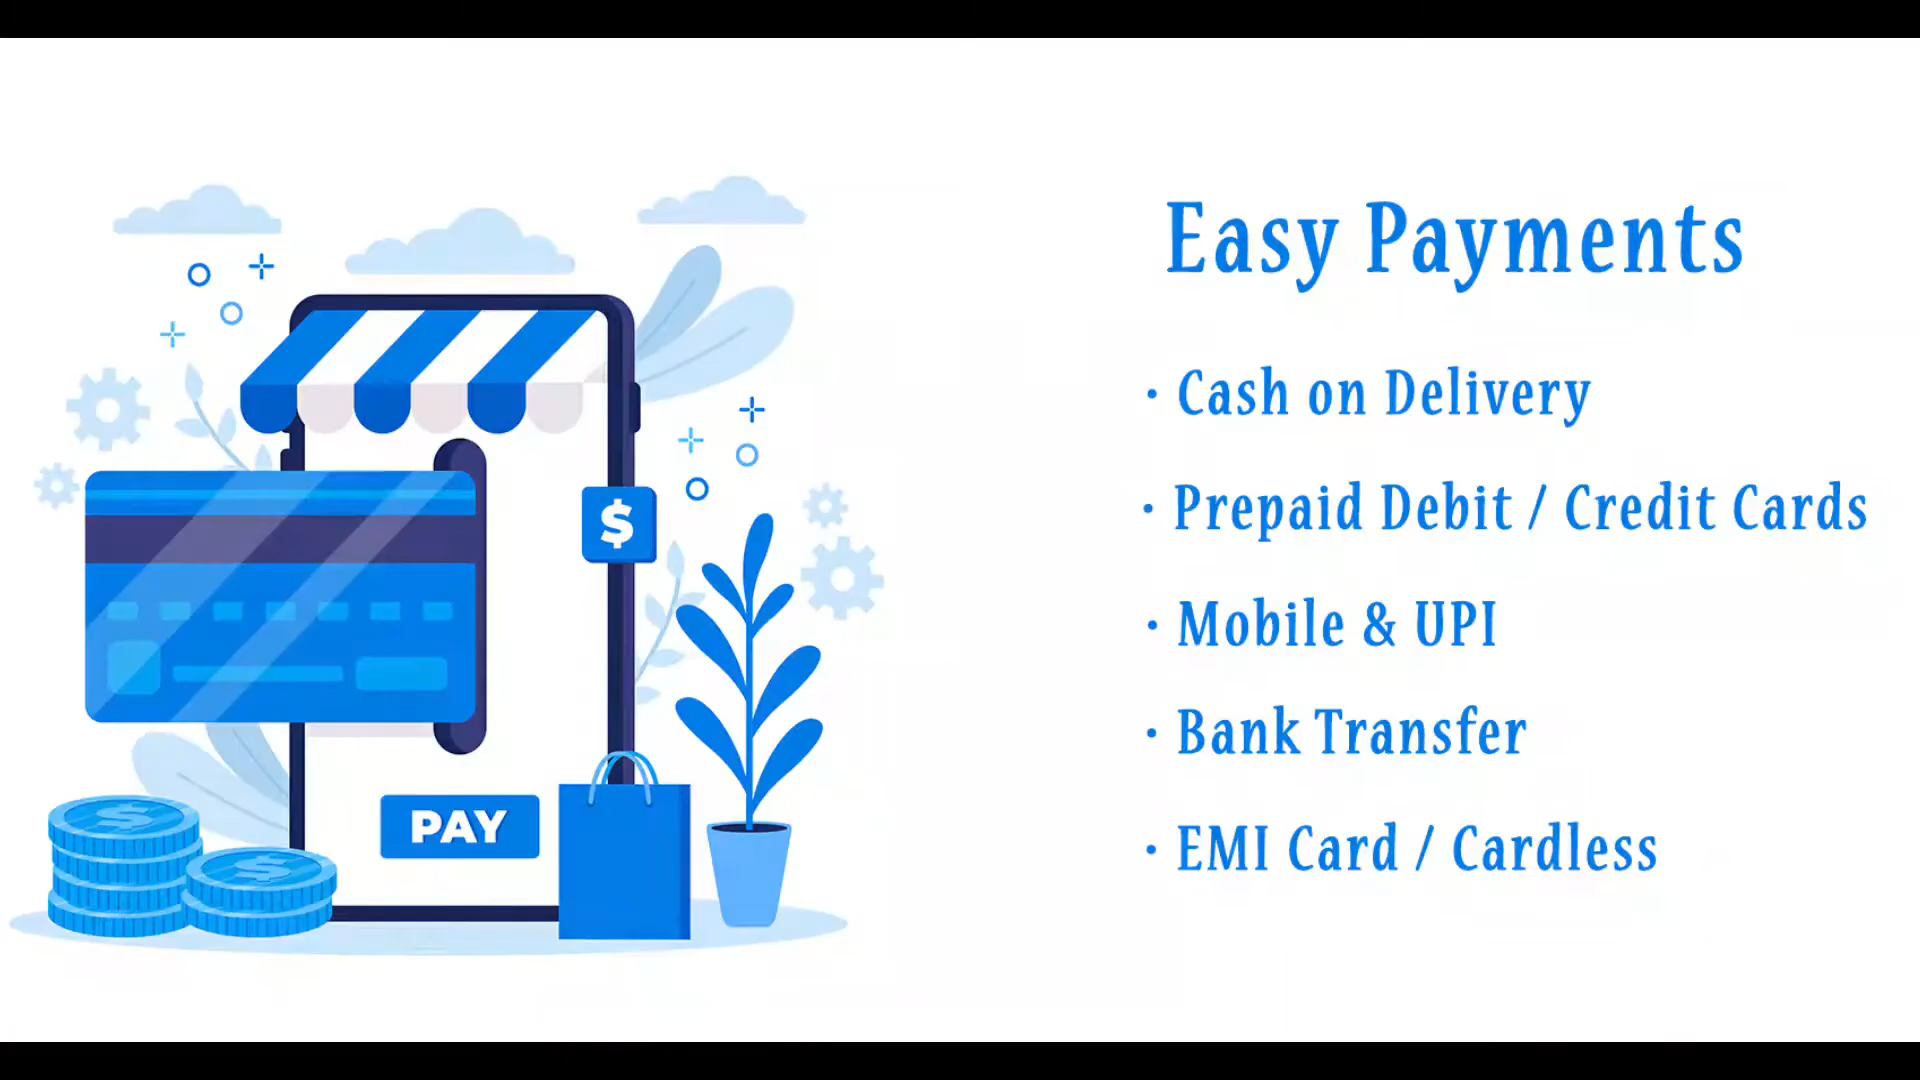 Easy Payments
· Cash on Delivery
· Prepaid Debit / Credit Cards
· Mobile & UPI
· Bank Transfer
· EMI Card / Cardless
$
PAY
$
$